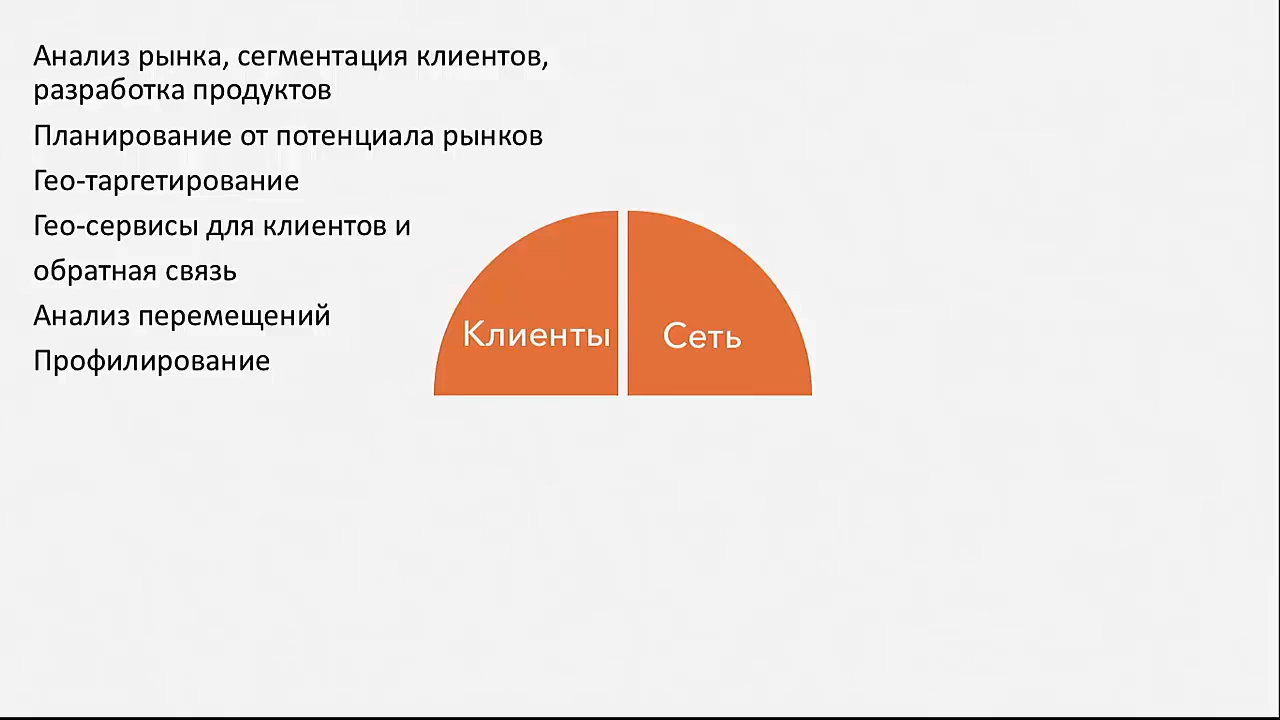 Анализ рынка, сегментация клиентов,
разработка продуктов
Планирование от потенциала рынков
Гео-таргетирование
Гео-сервисы для клиентов и
обратная связь
Анализ перемещений
Профилирование
Клиенты
Сеть